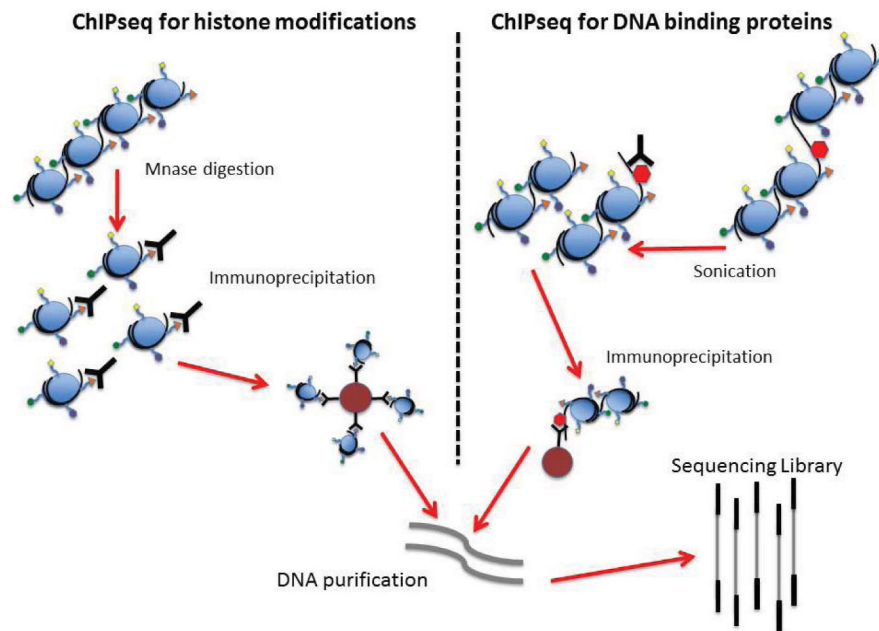 ChIPseq for histone modifications
ChIPseq for DNA binding proteins
Mnase digestion
Immunoprecipitation
Sonication
Immunoprecipitation
Sequencing Library
DNA purification